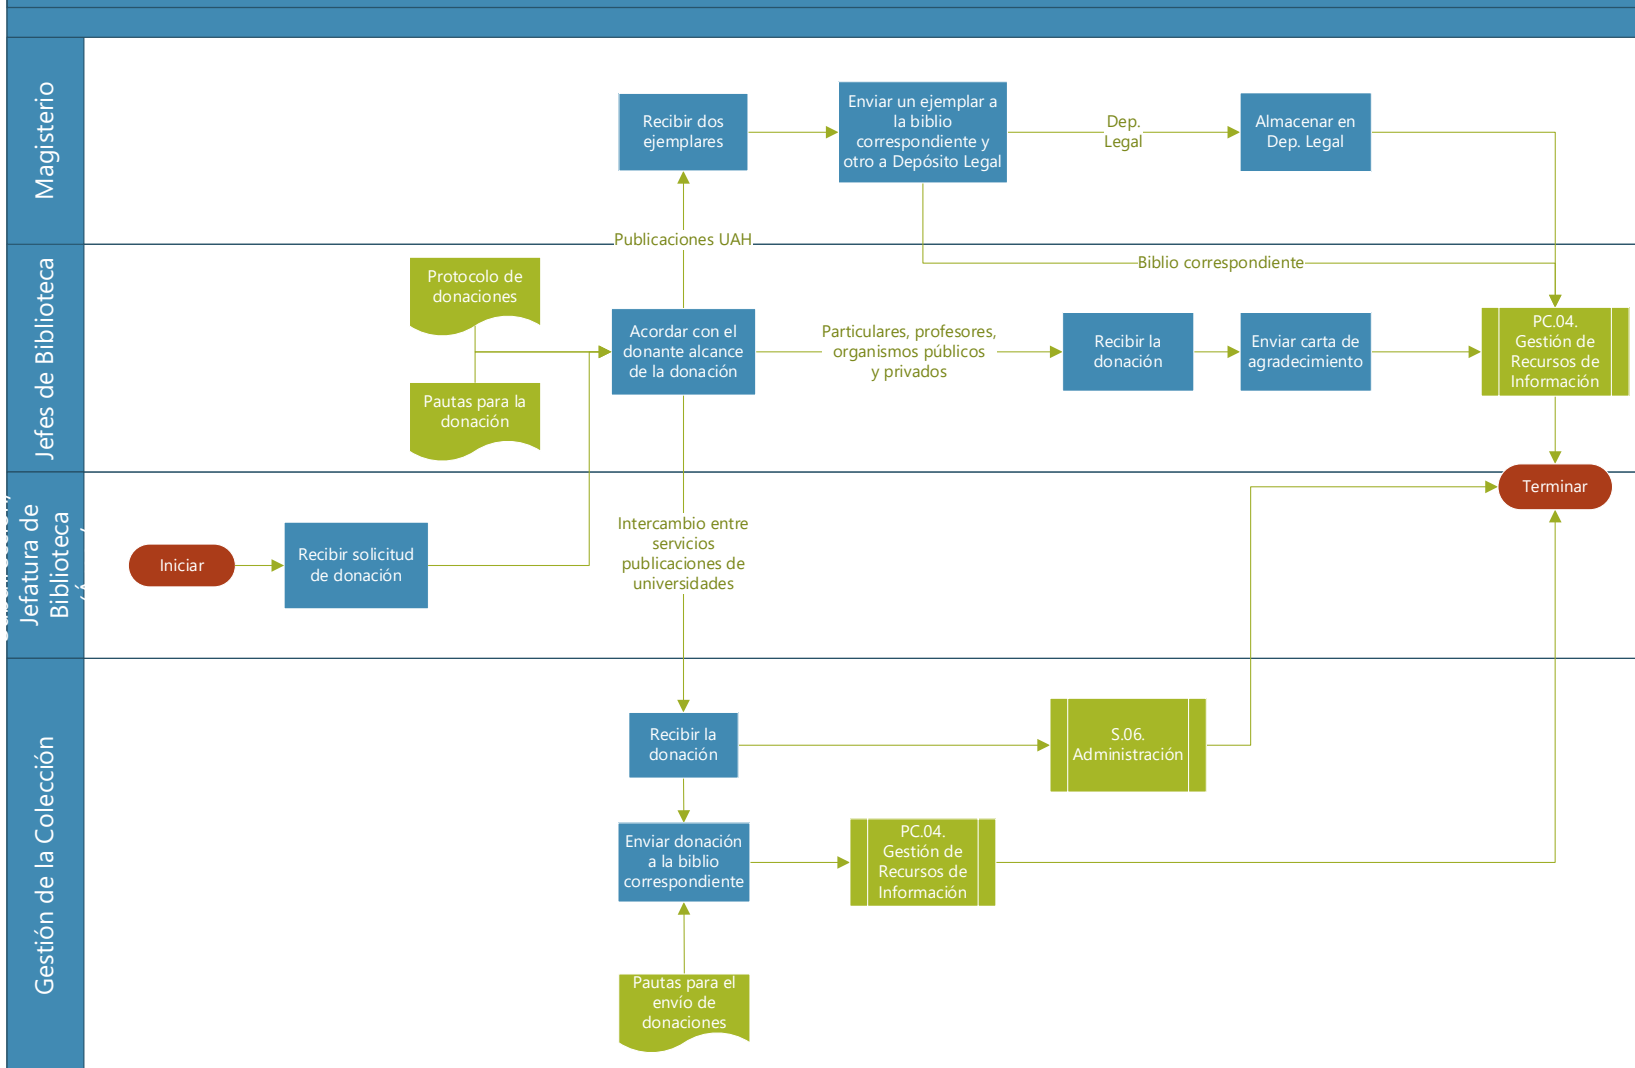 Magisterio
Recibir dos
ejemplares
Enviar un ejemplar a
la biblio
correspondiente y
otro a Depósito Legal
Dep.
Legal
Almacenar en
Dep. Legal
Publicaciones UAH
Biblio correspondiente
Jefes de Biblioteca
Protocolo de
donaciones
Pautas para la
donación
Acordar con el
donante alcance
de la donación
Particulares, profesores,
organismos públicos
y privados
Recibir la
donación
Enviar carta de
agradecimiento
PC.04.
Gestión de
Recursos de
Información
Terminar
Jefatura de
Biblioteca
Iniciar
Recibir solicitud
de donación
Intercambio entre
servicios
publicaciones de
universidades
Gestión de la Colección
Recibir la
donación
S.06.
Administración
Enviar donación
a la biblio
correspondiente
PC.04.
Gestión de
Recursos de
Información
Pautas para el
envío de
donaciones